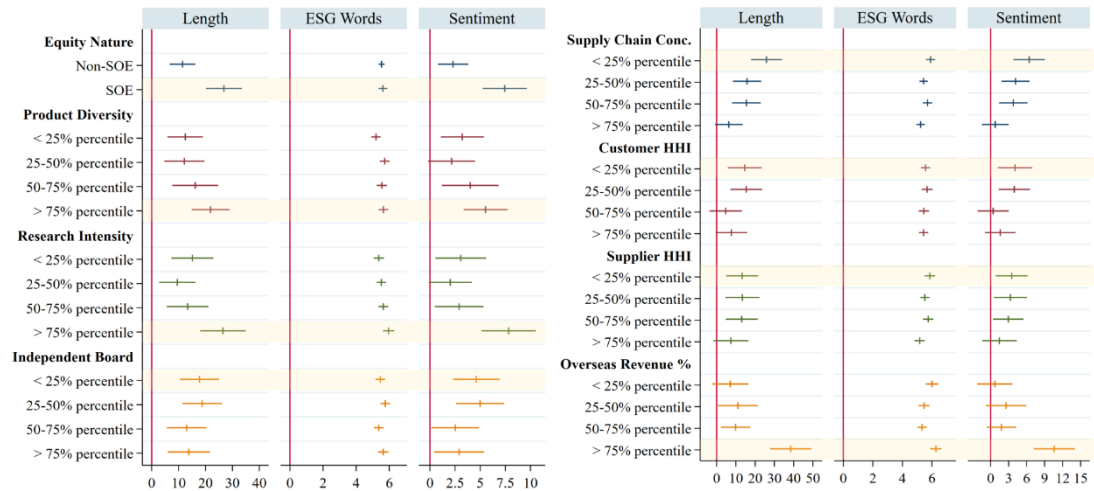 Length ESG Words Sentiment
Equity Nature
Non-SOE
SOE
Product Diversity
< 25% percentile
25-50% percentile
50-75% percentile
> 75% percentile
Research Intensity
< 25% percentile
25-50% percentile
50-75% percentile
> 75% percentile
Independent Board
< 25% percentile
25-50% percentile
50-75% percentile
> 75% percentile
0 10 20 30 40 0 2 4 6 0 2 4 6 8 10
Length ESG Words Sentiment
Supply Chain Conc.
< 25% percentile
25-50% percentile
50-75% percentile
> 75% percentile
Customer HHI
< 25% percentile
25-50% percentile
50-75% percentile
> 75% percentile
Supplier HHI
< 25% percentile
25-50% percentile
50-75% percentile
> 75% percentile
Overseas Revenue %
< 25% percentile
25-50% percentile
50-75% percentile
> 75% percentile
0 10 20 30 40 50 0 2 4 6 0 3 6 9 12 15